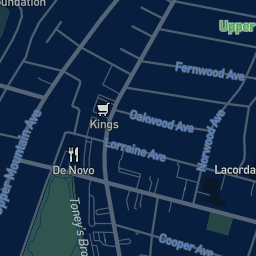 oundation
Upper
Fernwood Ave
Kings
Oakwood Ave
Norwood Ave
Lorraine Ave
De Novo
Lacorda
Upper Mountain Ave
Toney's Bro
Cooper Ave